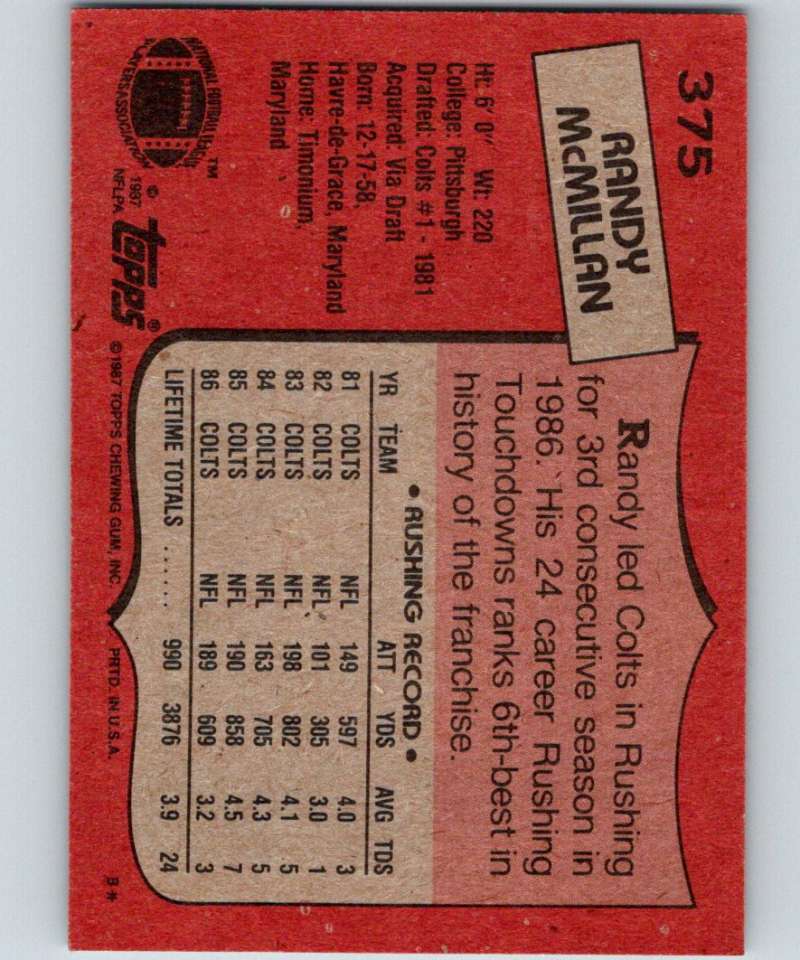 375
RANDY
McMILLAN
Ht: 6' 0" Wt: 220
College: Pittsburgh
Drafted: Colts #1 - 1981
Acquired: Via Draft
Born: 12-17-58,
Havre-de-Grace, Maryland
Home: Timonium,
Maryland
NATIONAL FOOTBALL LEAGUE
PLAYERS ASSOCIATION
™
© 1987
NFLPA
topps®
Randy led Colts in Rushing
for 3rd consecutive season in
1986. His 24 career Rushing
Touchdowns ranks 6th-best in
history of the franchise.
• RUSHING RECORD •
YR TEAM ATT YDS AVG TDS
81 COLTS NFL 149 597 4.0 3
82 COLTS NFL 101 305 3.0 1
83 COLTS NFL 198 802 4.1 5
84 COLTS NFL 163 705 4.3 5
85 COLTS NFL 190 858 4.5 7
86 COLTS NFL 189 609 3.2 3
LIFETIME TOTALS ...... 990 3876 3.9 24
©1987 TOPPS CHEWING GUM, INC. PRTD. IN U.S.A. B*